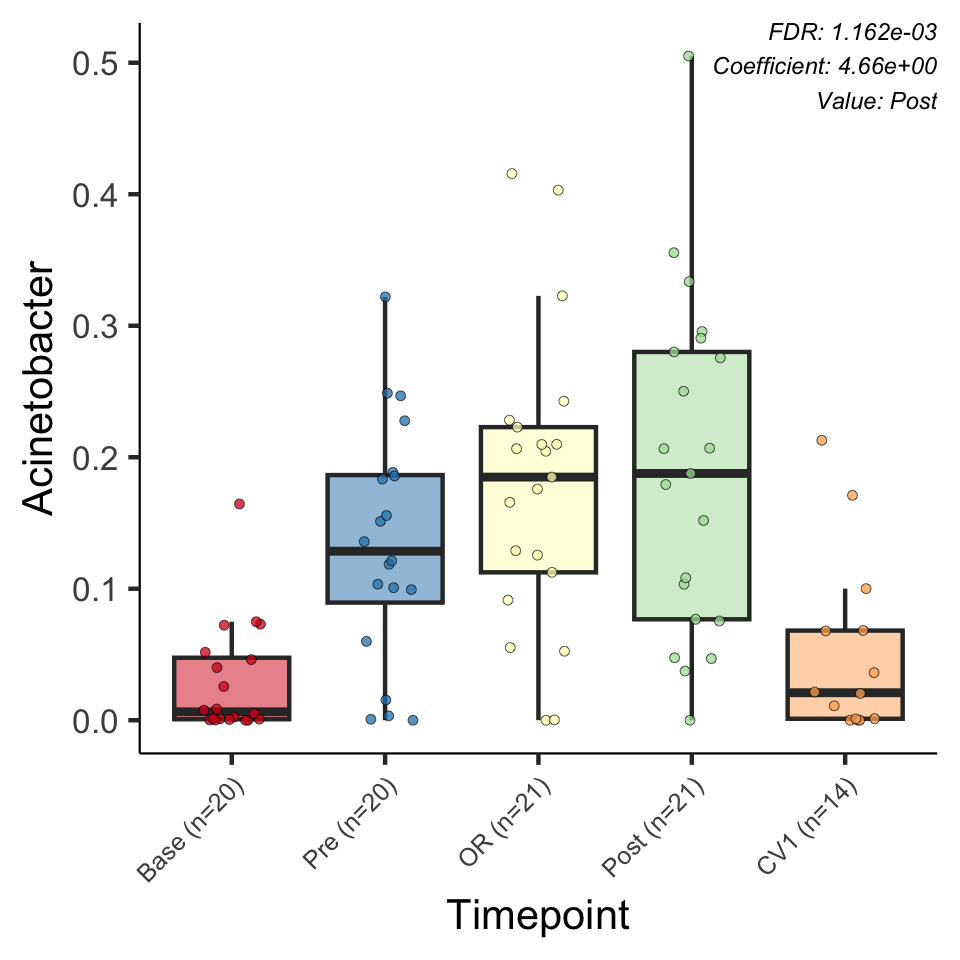 FDR: 1.162e-03
Coefficient: 4.66e+00
Value: Post
Acinetobacter
0.5
0.4
0.3
0.2
0.1
0.0
Base (n=20)
Pre (n=20)
OR (n=21)
Post (n=21)
CV1 (n=14)
Timepoint